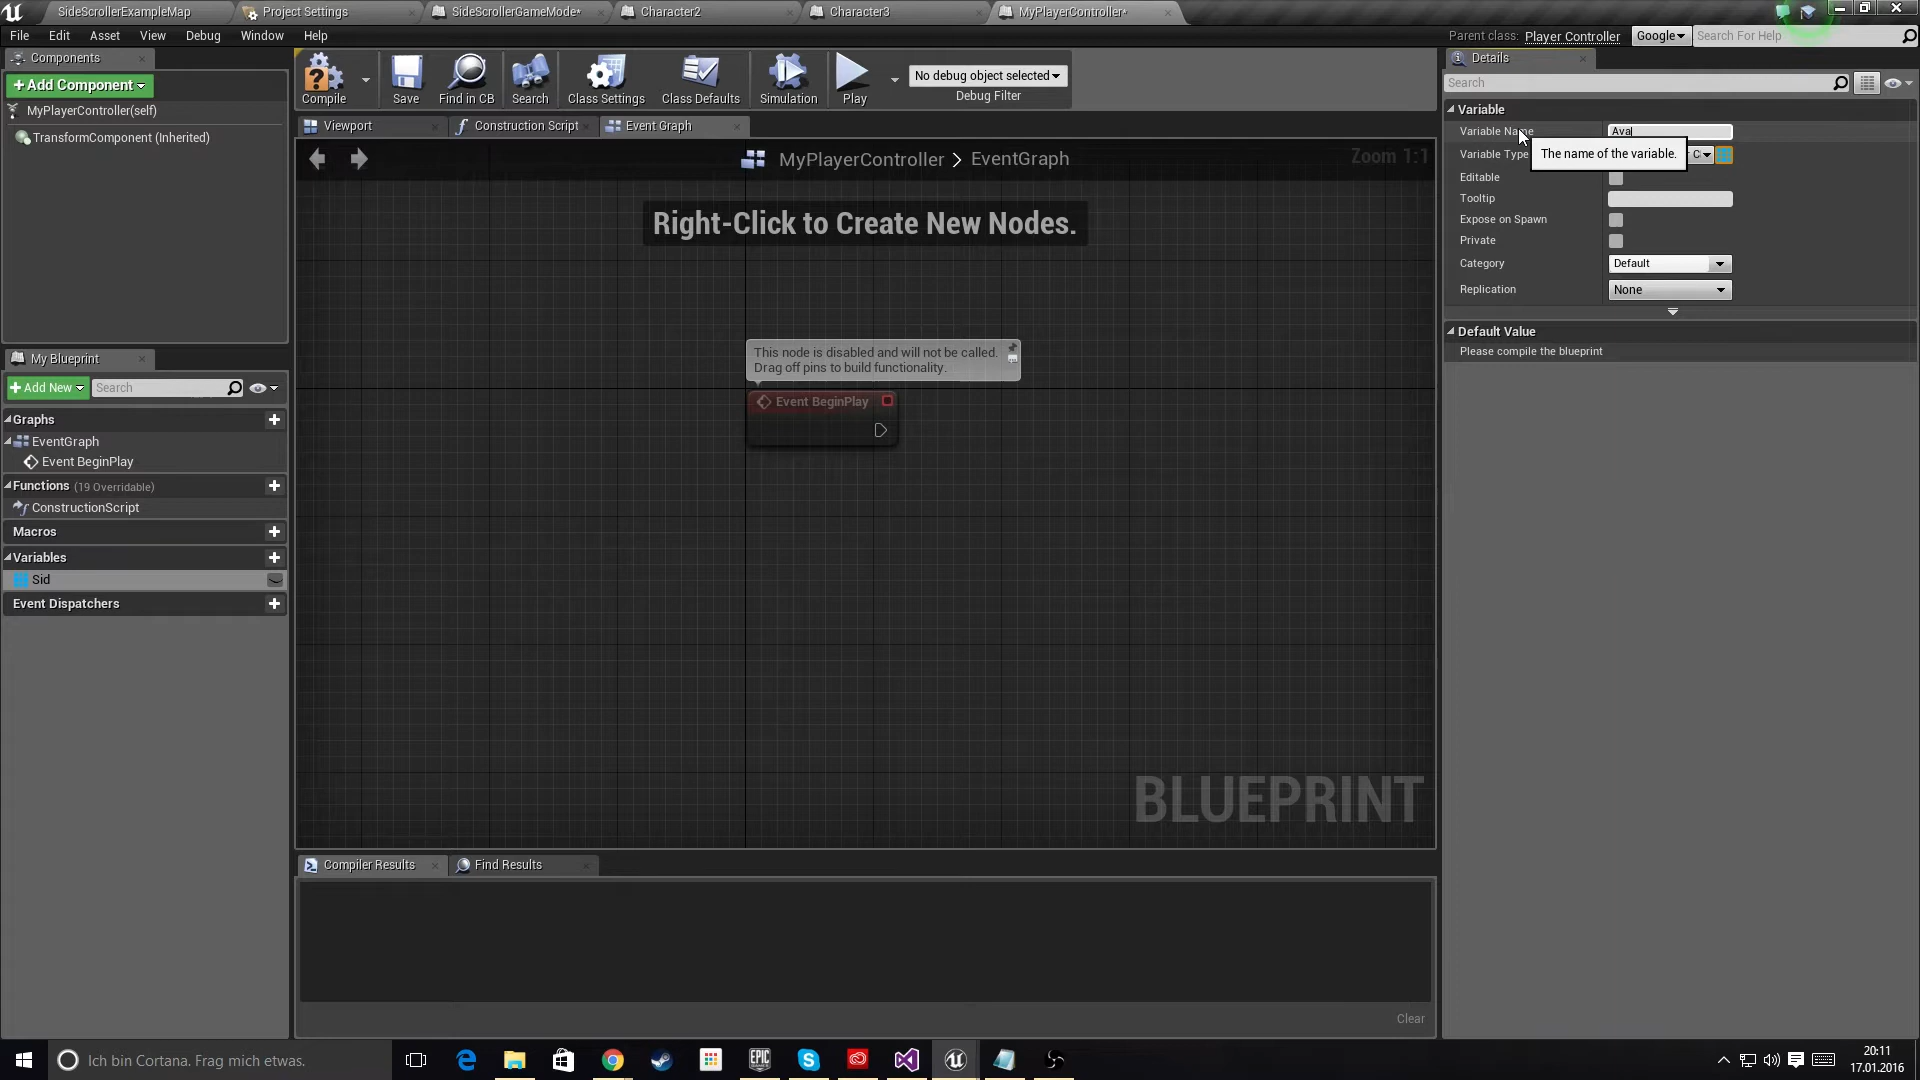 SideScrollerExampleMap
Project Settings
SideScrollerGameMode*
Character2
Character3
MyPlayerController*
File Edit Asset View Debug Window Help
Parent class: Player Controller Google Search For Help
Components
+Add Component
MyPlayerController(self)
TransformComponent (Inherited)
Compile
Save
Find in CB
Search
Class Settings
Class Defaults
Simulation
Play
No debug object selected
Debug Filter
Viewport
Construction Script
Event Graph
MyPlayerController > EventGraph
Zoom 1:1
Right-Click to Create New Nodes.
This node is disabled and will not be called.
Drag off pins to build functionality.
Event BeginPlay
BLUEPRINT
My Blueprint
+Add New
Search
Graphs
EventGraph
Event BeginPlay
Functions (19 Overridable)
ConstructionScript
Macros
Variables
Sid
Event Dispatchers
Compiler Results
Find Results
Clear
Details
Search
Variable
Variable Name Ava
The name of the variable.
Variable Type
Editable
Tooltip
Expose on Spawn
Private
Category Default
Replication None
Default Value
Please compile the blueprint
Ich bin Cortana. Frag mich etwas.
EPIC
20:11
17.01.2016